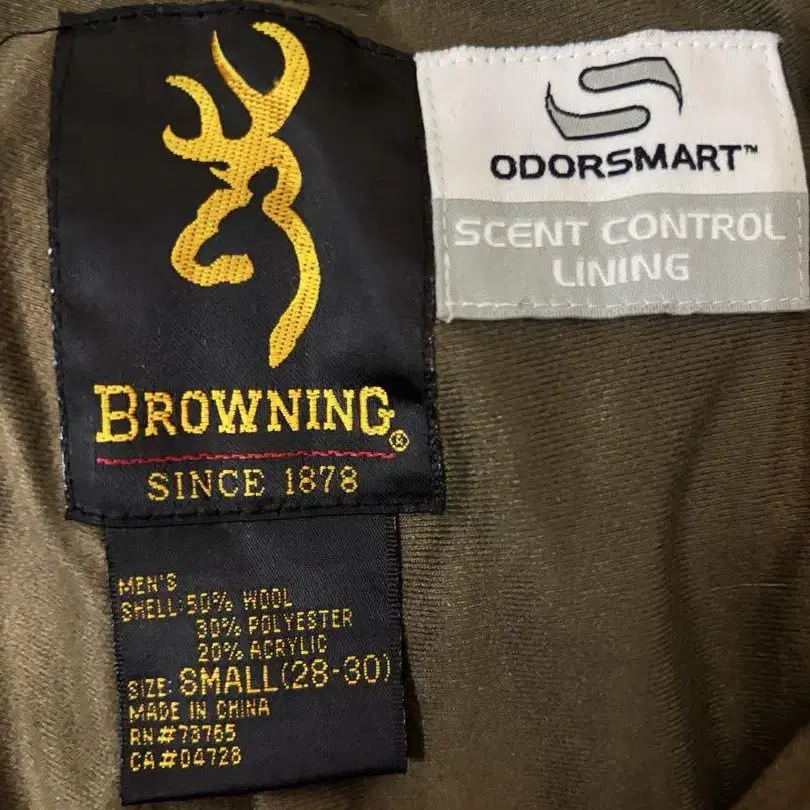 BROWNING®
SINCE 1878
ODORSMART™
SCENT CONTROL
LINING
MEN'S
SHELL: 50% WOOL
30% POLYESTER
20% ACRYLIC
SIZE: SMALL (28-30)
MADE IN CHINA
RN#73765
CA#04728